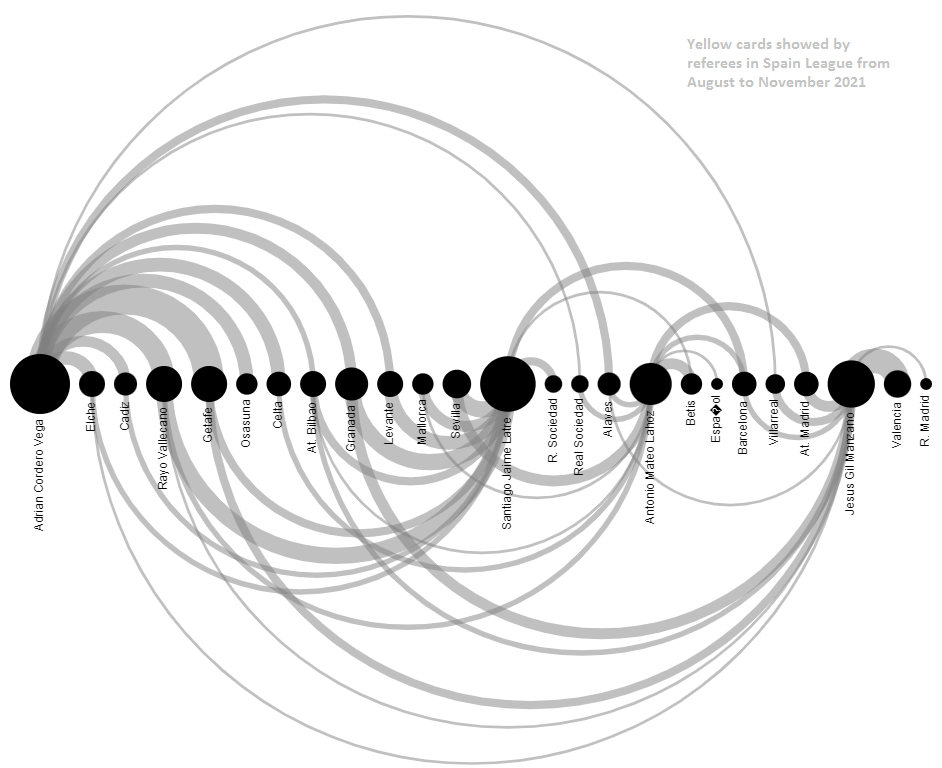 Yellow cards showed by
referees in Spain League from
August to November 2021
Adrian Cordero Vega
Elche
Cadiz
Rayo Vallecano
Getafe
Osasuna
Celta
At. Bilbao
Granada
Levante
Mallorca
Sevilla
Santiago Jaime Latre
R. Sociedad
Real Sociedad
Alaves
Antonio Mateo Lahoz
Betis
Espa�ol
Barcelona
Villarreal
At. Madrid
Jesus Gil Manzano
Valencia
R. Madrid